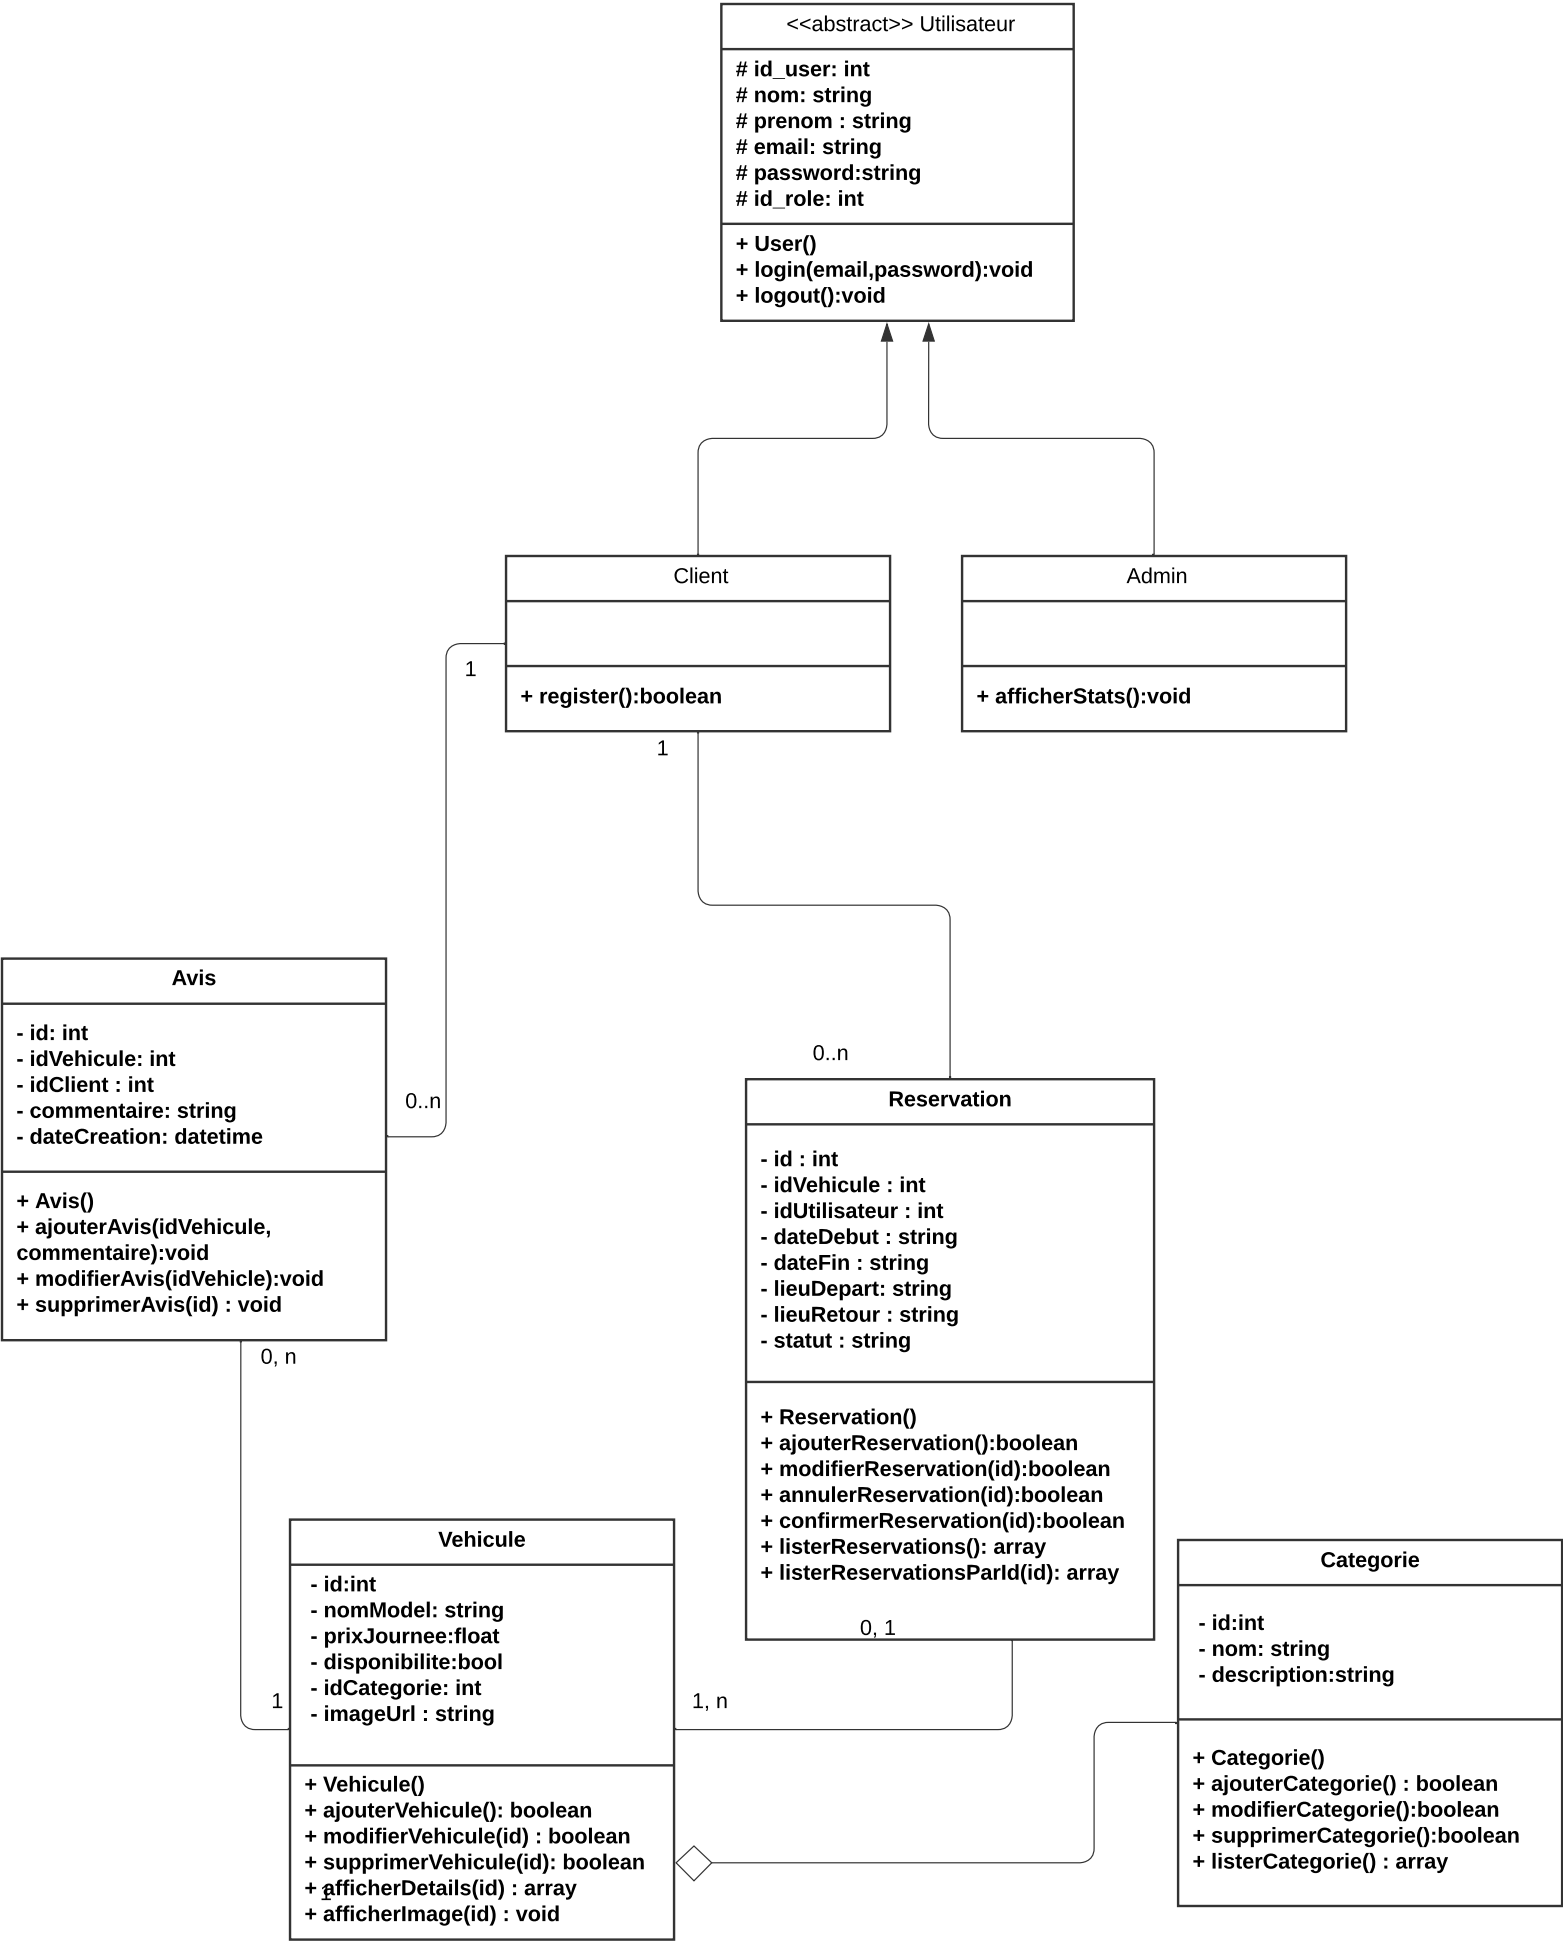 <<abstract>> Utilisateur
# id_user: int
# nom: string
# prenom : string
# email: string
# password:string
# id_role: int
+ User()
+ login(email,password):void
+ logout():void
Client
+ register():boolean
Admin
+ afficherStats():void
1
1
0..n
0..n
Avis
- id: int
- idVehicule: int
- idClient : int
- commentaire: string
- dateCreation: datetime
+ Avis()
+ ajouterAvis(idVehicule,
commentaire):void
+ modifierAvis(idVehicle):void
+ supprimerAvis(id) : void
0, n
1
Reservation
- id : int
- idVehicule : int
- idUtilisateur : int
- dateDebut : string
- dateFin : string
- lieuDepart: string
- lieuRetour : string
- statut : string
+ Reservation()
+ ajouterReservation():boolean
+ modifierReservation(id):boolean
+ annulerReservation(id):boolean
+ confirmerReservation(id):boolean
+ listerReservations(): array
+ listerReservationsParId(id): array
0, 1
1, n
Vehicule
- id:int
- nomModel: string
- prixJournee:float
- disponibilite:bool
- idCategorie: int
- imageUrl : string
+ Vehicule()
+ ajouterVehicule(): boolean
+ modifierVehicule(id) : boolean
+ supprimerVehicule(id): boolean
+ afficherDetails(id) : array
1
+ afficherImage(id) : void
Categorie
- id:int
- nom: string
- description:string
+ Categorie()
+ ajouterCategorie() : boolean
+ modifierCategorie():boolean
+ supprimerCategorie():boolean
+ listerCategorie() : array